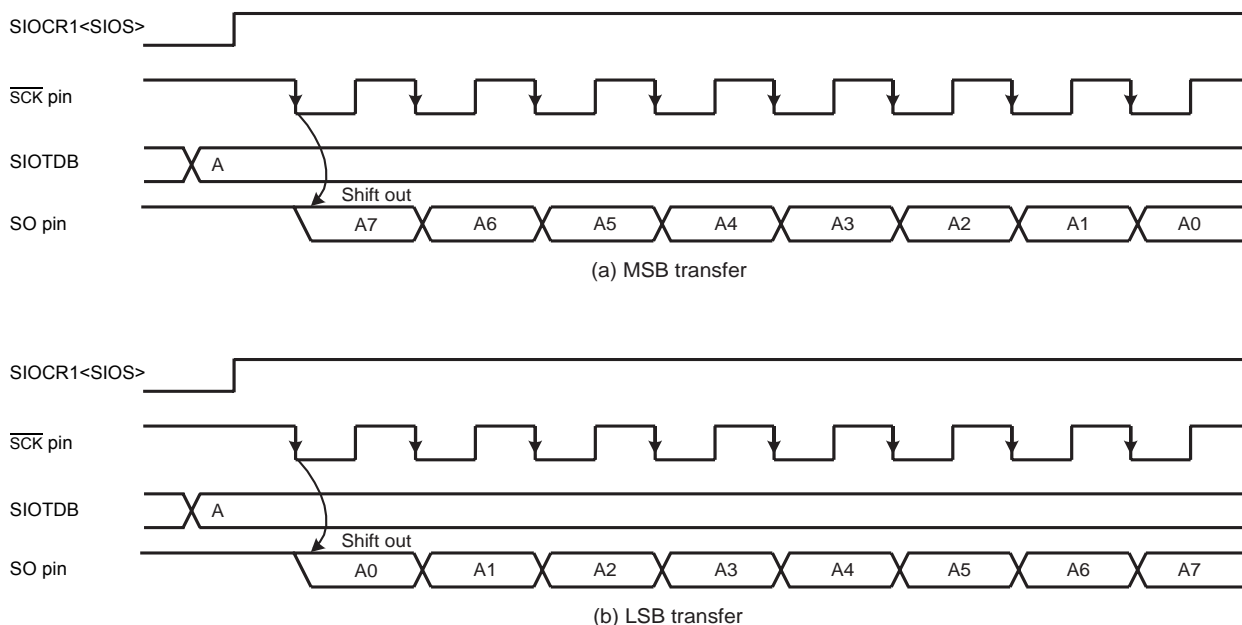 SIOCR1<SIOS>
SCK pin
SIOTDB A
Shift out
SO pin A7 A6 A5 A4 A3 A2 A1 A0
(a) MSB transfer
SIOCR1<SIOS>
SCK pin
SIOTDB A
Shift out
SO pin A0 A1 A2 A3 A4 A5 A6 A7
(b) LSB transfer